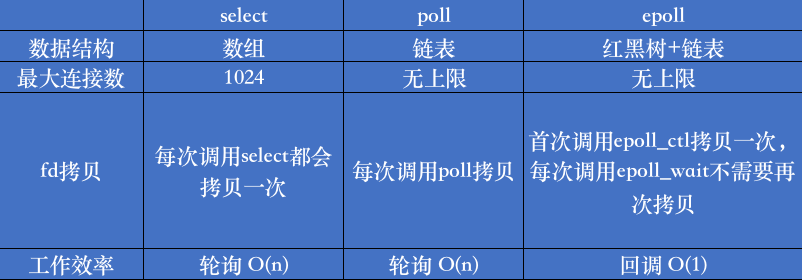 select poll epoll
数据结构 数组 链表 红黑树+链表
最大连接数 1024 无上限 无上限
fd拷贝 每次调用select都会
拷贝一次 每次调用poll拷贝 首次调用epoll_ctl拷贝一次，
每次调用epoll_wait不需要再
次拷贝
工作效率 轮询 O(n) 轮询 O(n) 回调 O(1)